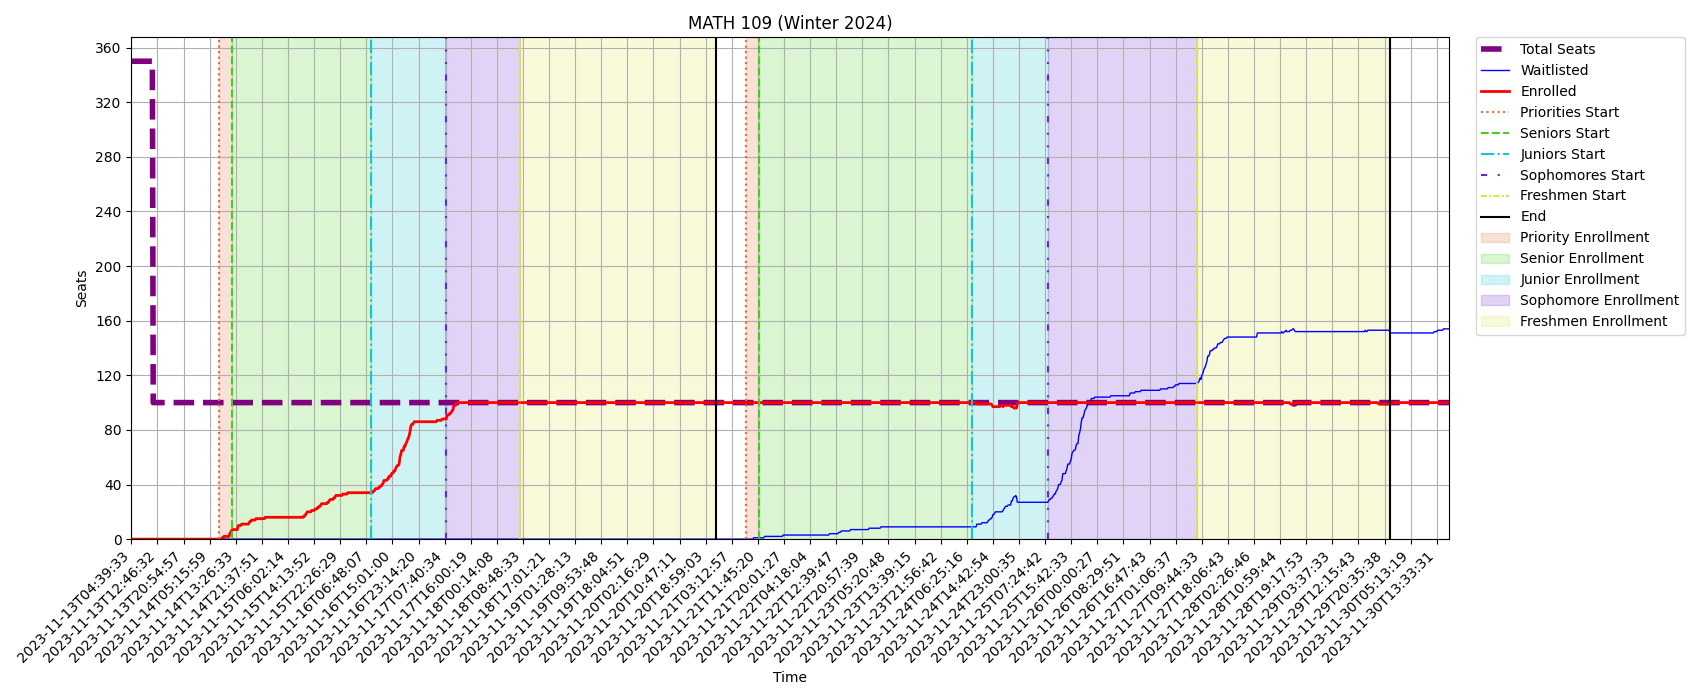 MATH 109 (Winter 2024)
Seats
360
320
280
240
200
160
120
80
40
0
2023-11-13T04:39:33
2023-11-13T12:46:32
2023-11-13T20:54:57
2023-11-14T05:15:59
2023-11-14T13:26:33
2023-11-14T21:37:51
2023-11-15T06:02:14
2023-11-15T14:13:52
2023-11-15T22:26:29
2023-11-16T06:48:07
2023-11-16T15:01:00
2023-11-16T23:14:20
2023-11-17T07:40:34
2023-11-17T16:00:19
2023-11-18T00:14:08
2023-11-18T08:48:33
2023-11-18T17:01:21
2023-11-19T01:28:13
2023-11-19T09:53:48
2023-11-19T18:04:51
2023-11-20T02:16:29
2023-11-20T10:47:11
2023-11-20T18:59:03
2023-11-21T03:12:57
2023-11-21T11:45:20
2023-11-21T20:01:27
2023-11-22T04:18:04
2023-11-22T12:39:47
2023-11-22T20:57:39
2023-11-23T05:20:48
2023-11-23T13:39:15
2023-11-23T21:56:42
2023-11-24T06:25:16
2023-11-24T14:42:54
2023-11-24T23:00:35
2023-11-25T07:24:42
2023-11-25T15:42:33
2023-11-26T00:00:27
2023-11-26T08:29:51
2023-11-26T16:47:43
2023-11-27T01:06:37
2023-11-27T09:44:33
2023-11-27T18:06:43
2023-11-28T02:26:46
2023-11-28T10:59:44
2023-11-28T19:17:53
2023-11-29T03:37:33
2023-11-29T12:15:43
2023-11-29T20:35:38
2023-11-30T05:13:19
2023-11-30T13:33:31
Time
Total Seats
Waitlisted
Enrolled
Priorities Start
Seniors Start
Juniors Start
Sophomores Start
Freshmen Start
End
Priority Enrollment
Senior Enrollment
Junior Enrollment
Sophomore Enrollment
Freshmen Enrollment